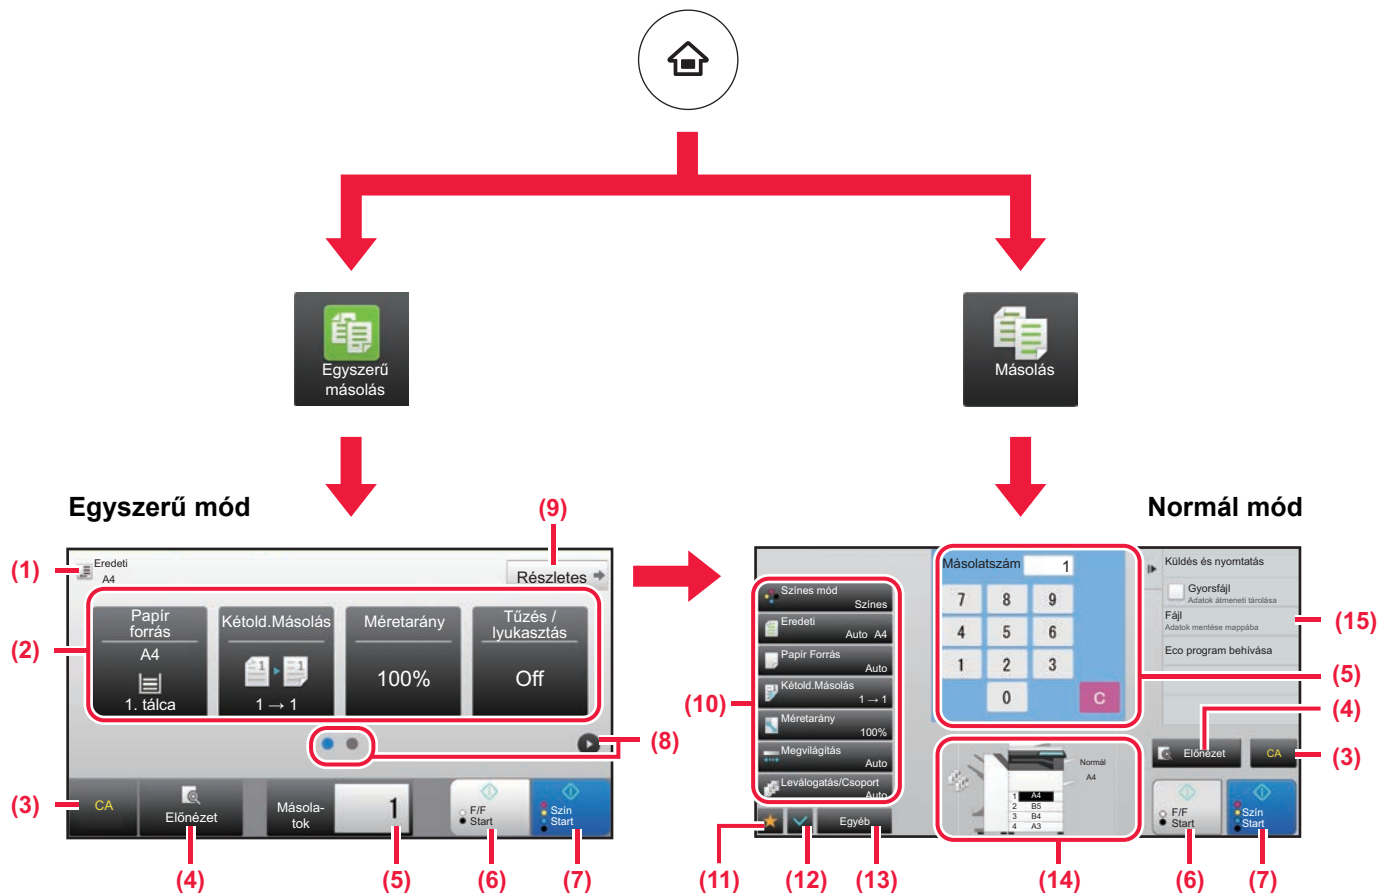 Egyszerű
másolás
Másolás
Egyszerű mód
Normál mód
(9)
(1)
Eredeti
A4
Részletes
(2)
Papír
forrás
A4
1. tálca
Kétold.Másolás
1
1
1 → 1
Méretarány
100%
Tűzés /
lyukasztás
Off
(8)
(3)
CA
Előnézet
Másola-
tok
1
F/F
Start
Szín
Start
(4)
(5)
(6)
(7)
(10)
Színes mód
Színes
Eredeti
Auto A4
Papír Forrás
Auto
Kétold.Másolás
1 → 1
Méretarány
100%
Megvilágítás
Auto
Leválogatás/Csoport
Auto
Egyéb
Másolatszám
1
7 8 9
4 5 6
1 2 3
0
C
Normál
A4
1 A4
2 B5
3 B4
4 A3
Küldés és nyomtatás
Gyorsfájl
Adatok átmeneti tárolása
Fájl
Adatok mentése mappába
Eco program behívása
(15)
(5)
(4)
Előnézet
CA
(3)
F/F
Start
Szín
Start
(11)
(12)
(13)
(14)
(6)
(7)